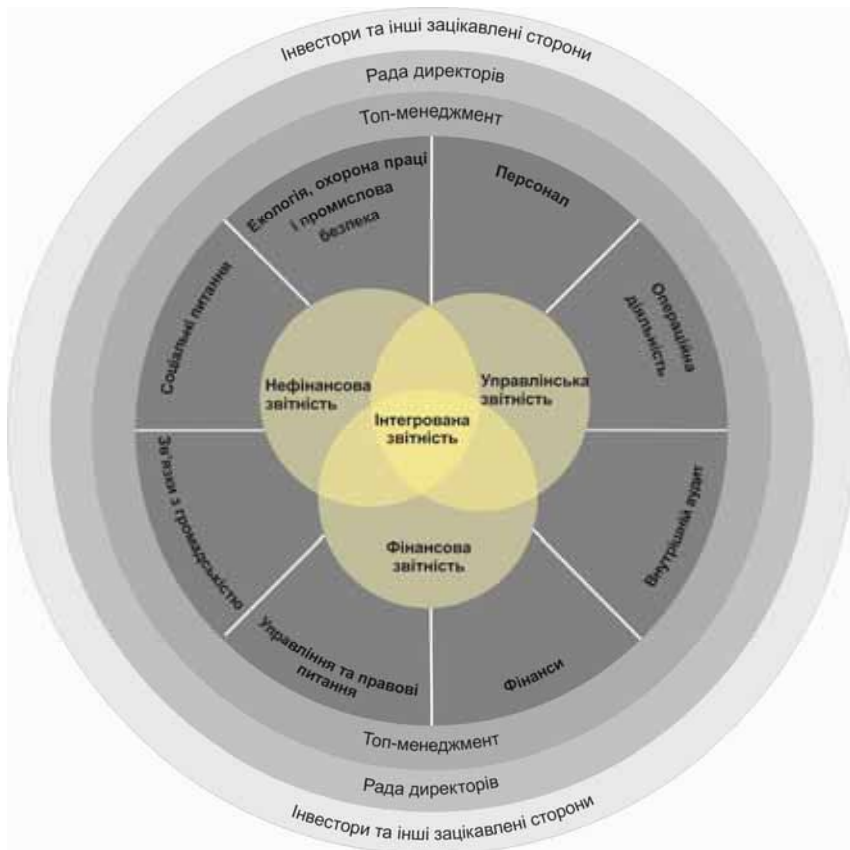 Інвестори та інші зацікавлені сторони
Рада директорів
Топ-менеджмент
Екологія, охорона праці
і промислова
безпека
Персонал
Соціальні питання
Операційна
діяльність
Нефінансова
звітність
Управлінська
звітність
Інтегрована
звітність
Фінансова
звітність
Зв'язки з громадськістю
Внутрішній аудит
Управління та правові
питання
Фінанси
Топ-менеджмент
Рада директорів
Інвестори та інші зацікавлені сторони